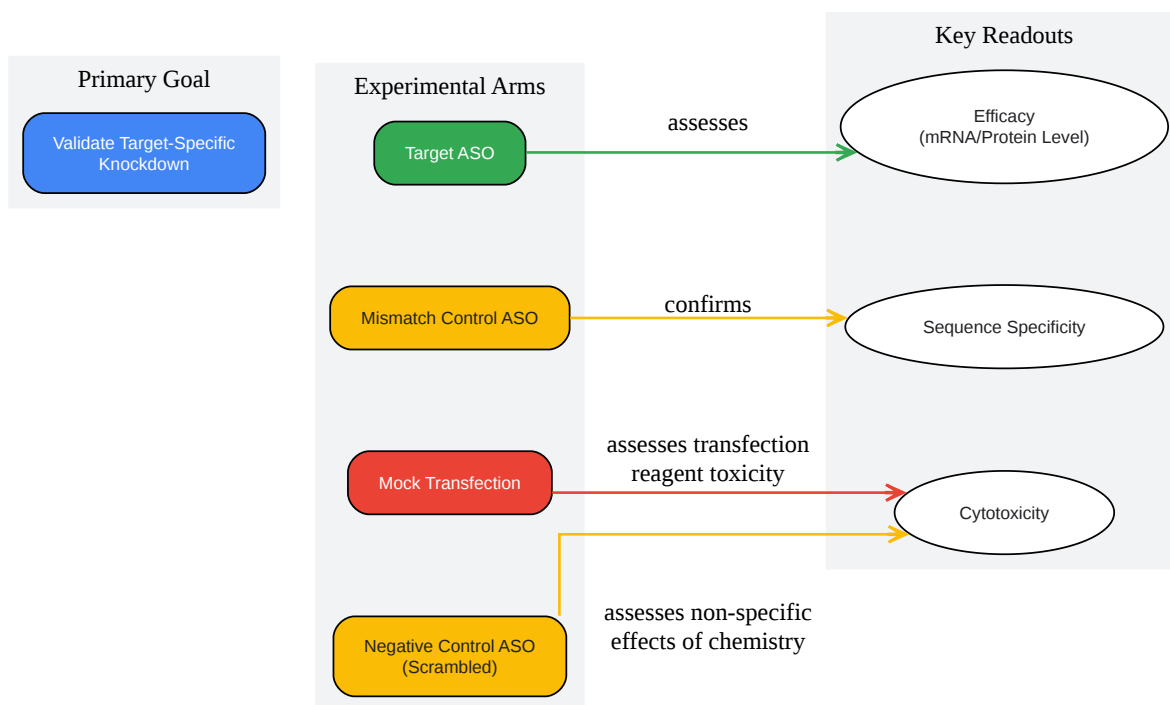 Primary Goal
Validate Target-Specific
Knockdown
Experimental Arms
Target ASO
Mismatch Control ASO
Mock Transfection
Negative Control ASO
(Scrambled)
assesses
confirms
assesses transfection
reagent toxicity
assesses non-specific
effects of chemistry
Key Readouts
Efficacy
(mRNA/Protein Level)
Sequence Specificity
Cytotoxicity